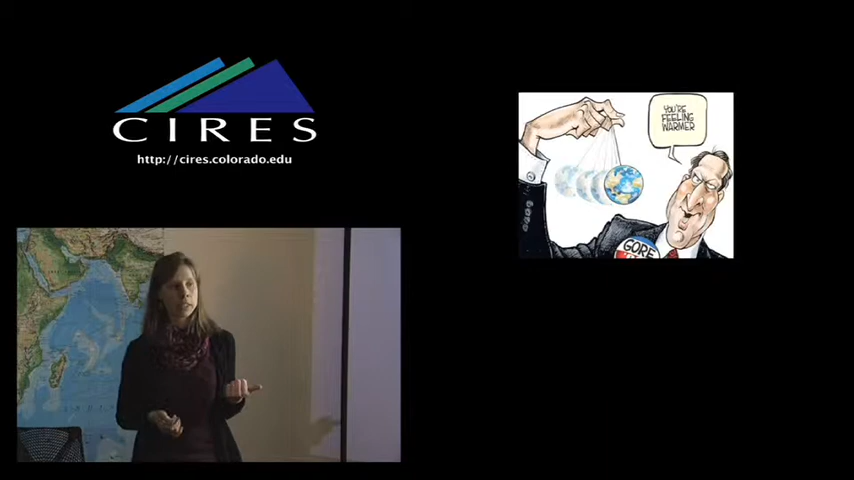 CIRES
http://cires.colorado.edu
YOU'RE
FEELING
WARMER
GORE